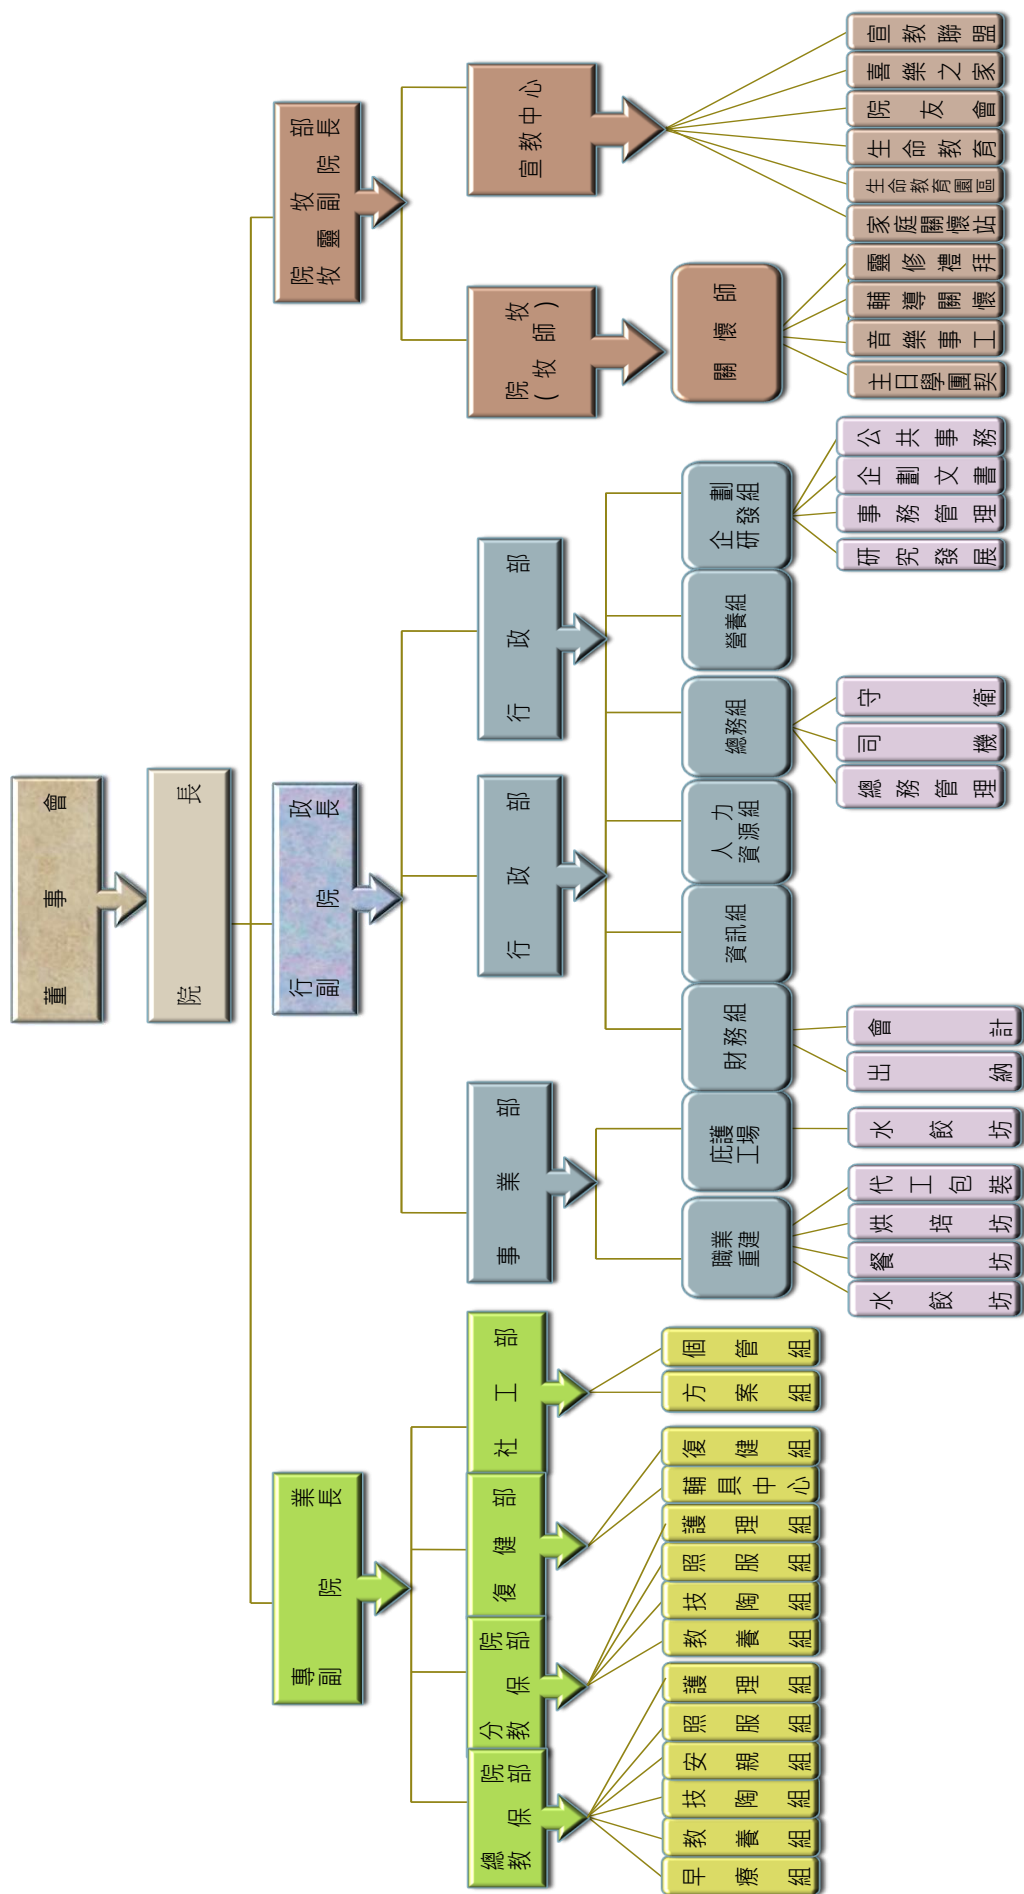 董事會
院長
專業
副院長
行政
副院長
院牧部
牧靈副院長
總院
教保部
分院
教保部
復健部
社工部
事業部
行政部
行政部
院牧
(牧師)
宣教中心
職業
重建
庇護
工場
財務組
資訊組
人力
資源組
總務組
營養組
企劃
研發組
關懷師
早療組
教養組
技陶組
安親組
照服組
護理組
教養組
技陶組
照服組
護理組
輔具中心
復健組
方案組
個管組
水餃坊
餐坊
烘培坊
代工包裝
水餃坊
出納
會計
總務管理
司機
守衛
研究發展
事務管理
企劃文書
公共事務
主日學團契
音樂事工
輔導關懷
靈修禮拜
家庭關懷站
生命教育園區
生命教育
院友會
喜樂之家
宣教聯盟